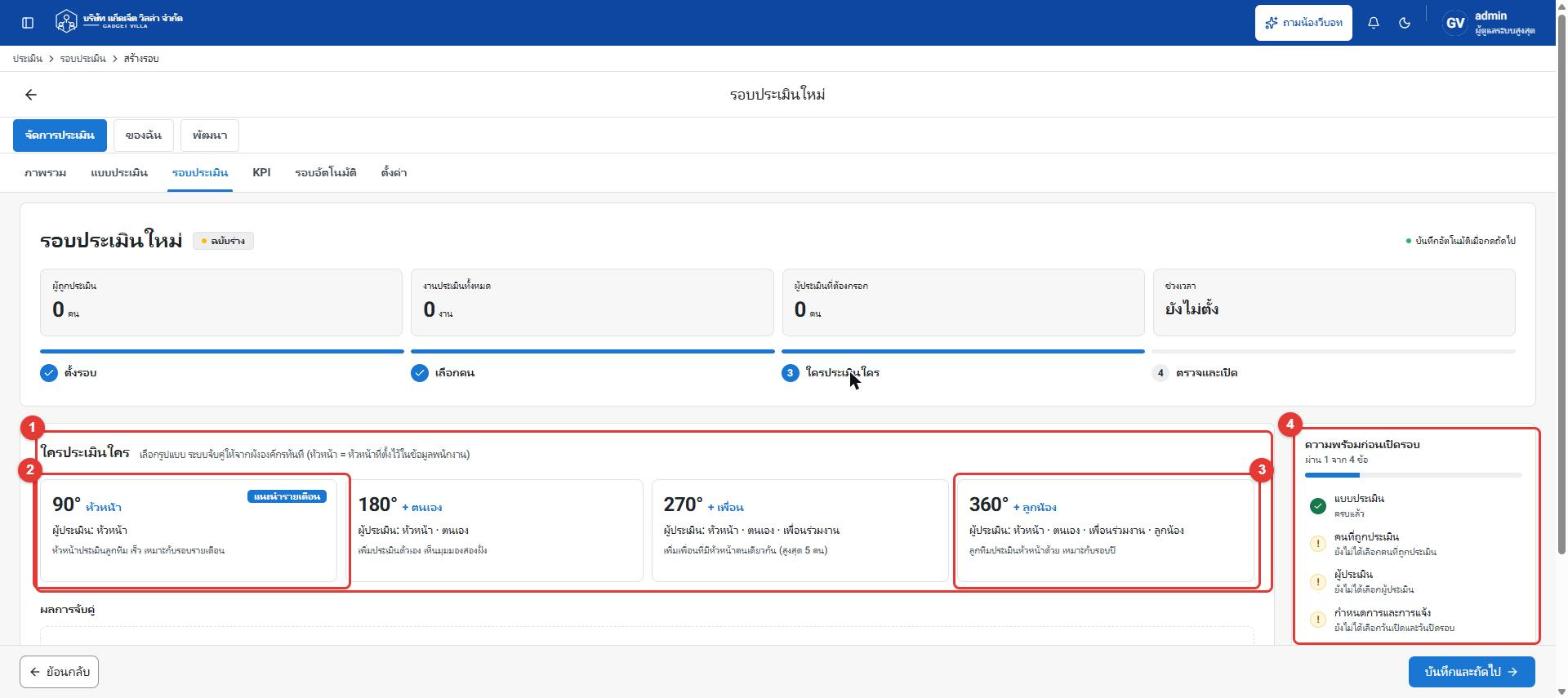 บริษัท แก็ดเจ็ต วิลล่า จำกัด
GADGET VILLA
ถามน้องวีบอท
GV
admin
ผู้ดูแลระบบสูงสุด
ประเมิน > รอบประเมิน > สร้างรอบ
รอบประเมินใหม่
จัดการประเมิน
ของฉัน
พัฒนา
ภาพรวม
แบบประเมิน
รอบประเมิน
KPI
รอบอัตโนมัติ
ตั้งค่า
รอบประเมินใหม่
ฉบับร่าง
บันทึกอัตโนมัติเมื่อกดถัดไป
ผู้ถูกประเมิน
0 คน
งานประเมินทั้งหมด
0 งาน
ผู้ประเมินที่ต้องกรอก
0 คน
ช่วงเวลา
ยังไม่ตั้ง
ตั้งรอบ
เลือกคน
3 ใครประเมินใคร
4 ตรวจและเปิด
1
ใครประเมินใคร เลือกรูปแบบ ระบบจับคู่ให้จากผังองค์กรทันที (หัวหน้า = หัวหน้าที่ตั้งไว้ในข้อมูลพนักงาน)
2
90° หัวหน้า
แนะนำรายเดือน
ผู้ประเมิน: หัวหน้า
หัวหน้าประเมินลูกทีม เร็ว เหมาะกับรอบรายเดือน
180° + ตนเอง
ผู้ประเมิน: หัวหน้า · ตนเอง
เพิ่มประเมินตัวเอง เห็นมุมมองสองฝั่ง
270° + เพื่อน
ผู้ประเมิน: หัวหน้า · ตนเอง · เพื่อนร่วมงาน
เพิ่มเพื่อนที่มีหัวหน้าคนเดียวกัน (สูงสุด 5 คน)
3
360° + ลูกน้อง
ผู้ประเมิน: หัวหน้า · ตนเอง · เพื่อนร่วมงาน · ลูกน้อง
ลูกทีมประเมินหัวหน้าด้วย เหมาะกับรอบปี
ผลการจับคู่
4
ความพร้อมก่อนเปิดรอบ
ผ่าน 1 จาก 4 ข้อ
แบบประเมิน
ครบแล้ว
! คนที่ถูกประเมิน
ยังไม่ได้เลือกคนที่ถูกประเมิน
! ผู้ประเมิน
ยังไม่ได้เลือกผู้ประเมิน
! กำหนดการและการแจ้ง
ยังไม่ได้เลือกวันเปิดและวันปิดรอบ
← ย้อนกลับ
บันทึกและถัดไป →